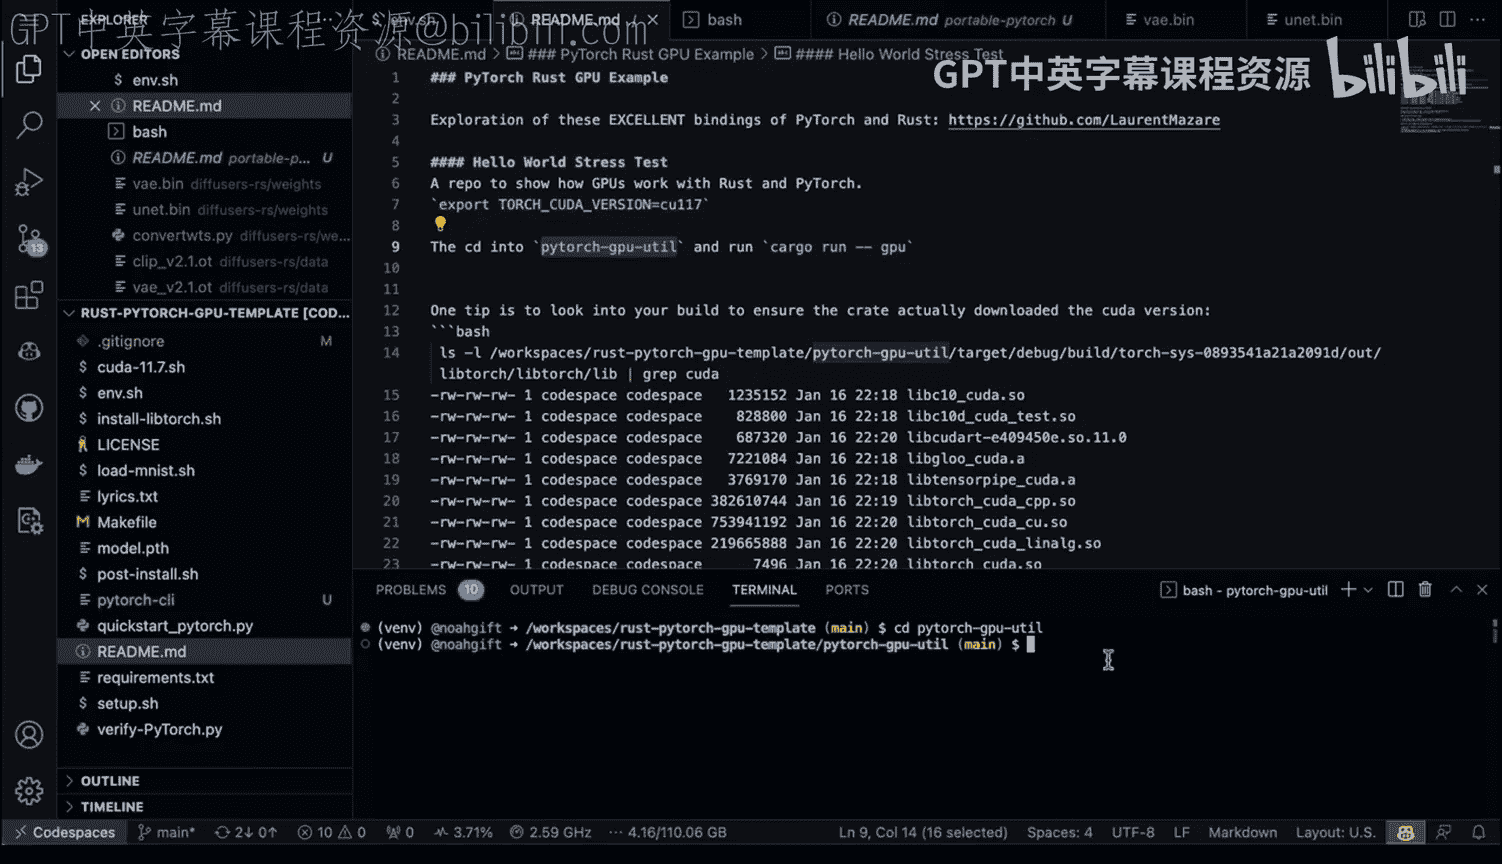 GPT中英字幕课程资源@bilibili.com
GPT中英字幕课程资源 bilibili
EXPLORER
README.md
bash
README.md portable-pytorch U
vae.bin
unet.bin
OPEN EDITORS
env.sh
README.md
bash
README.md portable-p... U
vae.bin diffusers-rs/weights
unet.bin diffusers-rs/weights
convertwts.py diffusers-rs/we...
clip_v2.1.ot diffusers-rs/data
vae_v2.1.ot diffusers-rs/data
RUST-PYTORCH-GPU-TEMPLATE [COD...
.gitignore M
cuda-11.7.sh
env.sh
install-libtorch.sh
LICENSE
load-mnist.sh
lyrics.txt
Makefile
model.pth
post-install.sh
pytorch-cli U
quickstart_pytorch.py
README.md
requirements.txt
setup.sh
verify-PyTorch.py
OUTLINE
TIMELINE
README.md > ### PyTorch Rust GPU Example > #### Hello World Stress Test
1 ### PyTorch Rust GPU Example
2
3 Exploration of these EXCELLENT bindings of PyTorch and Rust: https://github.com/LaurentMazare
4
5 #### Hello World Stress Test
6 A repo to show how GPUs work with Rust and PyTorch.
7 `export TORCH_CUDA_VERSION=cu117`
8
9 The cd into `pytorch-gpu-util` and run `cargo run -- gpu`
10
11
12 One tip is to look into your build to ensure the crate actually downloaded the cuda version:
13 ```bash
14 ls -l /workspaces/rust-pytorch-gpu-template/pytorch-gpu-util/target/debug/build/torch-sys-0893541a21a2091d/out/
libtorch/libtorch/lib | grep cuda
15 -rw-rw-rw- 1 codespace codespace 1235152 Jan 16 22:18 libc10_cuda.so
16 -rw-rw-rw- 1 codespace codespace 828800 Jan 16 22:18 libc10d_cuda_test.so
17 -rw-rw-rw- 1 codespace codespace 687320 Jan 16 22:20 libcudart-e409450e.so.11.0
18 -rw-rw-rw- 1 codespace codespace 7221084 Jan 16 22:18 libgloo_cuda.a
19 -rw-rw-rw- 1 codespace codespace 3769170 Jan 16 22:18 libtensorpipe_cuda.a
20 -rw-rw-rw- 1 codespace codespace 382610744 Jan 16 22:19 libtorch_cuda_cpp.so
21 -rw-rw-rw- 1 codespace codespace 753941192 Jan 16 22:20 libtorch_cuda_cu.so
22 -rw-rw-rw- 1 codespace codespace 219665888 Jan 16 22:20 libtorch_cuda_linalg.so
23 -rw-rw-rw- 1 codespace codespace 7496 Jan 16 22:20 libtorch_cuda.so
PROBLEMS 10 OUTPUT DEBUG CONSOLE TERMINAL PORTS bash - pytorch-gpu-util
(venv) @noahgift ➜ /workspaces/rust-pytorch-gpu-template (main) $ cd pytorch-gpu-util
(venv) @noahgift ➜ /workspaces/rust-pytorch-gpu-template/pytorch-gpu-util (main) $
13
Codespaces main* 2↓ 0↑ 10 0 0 3.71% 2.59 GHz 4.16/110.06 GB Ln 9, Col 14 (16 selected) Spaces: 4 UTF-8 LF Markdown Layout: U.S.